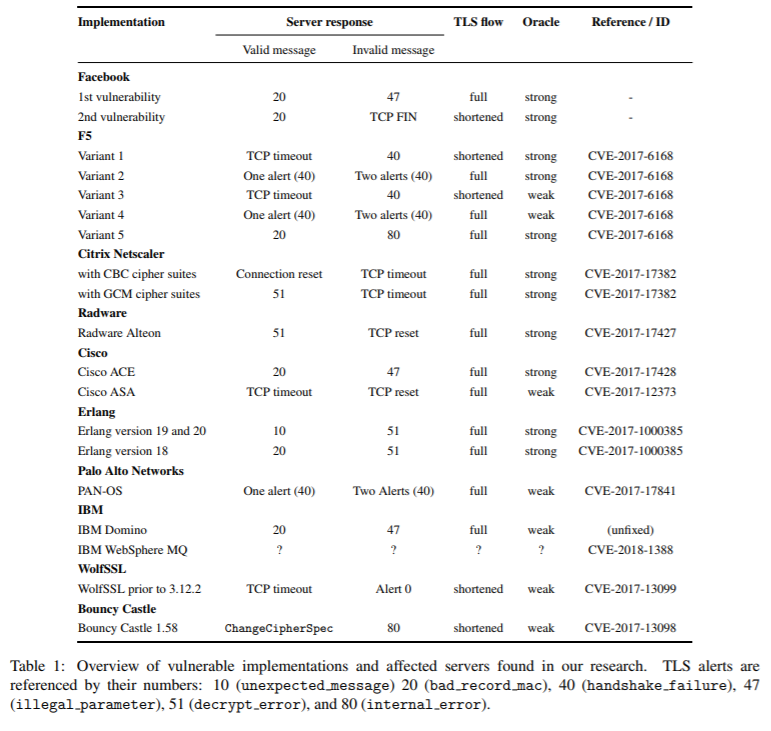 Implementation Server response TLS flow Oracle Reference / ID
Valid message Invalid message
Facebook
1st vulnerability 20 47 full strong -
2nd vulnerability 20 TCP FIN shortened strong -
F5
Variant 1 TCP timeout 40 shortened strong CVE-2017-6168
Variant 2 One alert (40) Two alerts (40) full strong CVE-2017-6168
Variant 3 TCP timeout 40 shortened weak CVE-2017-6168
Variant 4 One alert (40) Two alerts (40) full weak CVE-2017-6168
Variant 5 20 80 full strong CVE-2017-6168
Citrix Netscaler
with CBC cipher suites Connection reset TCP timeout full strong CVE-2017-17382
with GCM cipher suites 51 TCP timeout full strong CVE-2017-17382
Radware
Radware Alteon 51 TCP reset full strong CVE-2017-17427
Cisco
Cisco ACE 20 47 full strong CVE-2017-17428
Cisco ASA TCP timeout TCP reset full weak CVE-2017-12373
Erlang
Erlang version 19 and 20 10 51 full strong CVE-2017-1000385
Erlang version 18 20 51 full strong CVE-2017-1000385
Palo Alto Networks
PAN-OS One alert (40) Two Alerts (40) full weak CVE-2017-17841
IBM
IBM Domino 20 47 full weak (unfixed)
IBM WebSphere MQ ? ? ? ? CVE-2018-1388
WolfSSL
WolfSSL prior to 3.12.2 TCP timeout Alert 0 shortened weak CVE-2017-13099
Bouncy Castle
Bouncy Castle 1.58 ChangeCipherSpec 80 shortened weak CVE-2017-13098
Table 1: Overview of vulnerable implementations and affected servers found in our research. TLS alerts are
referenced by their numbers: 10 (unexpected_message) 20 (bad_record_mac), 40 (handshake_failure), 47
(illegal_parameter), 51 (decrypt_error), and 80 (internal_error).